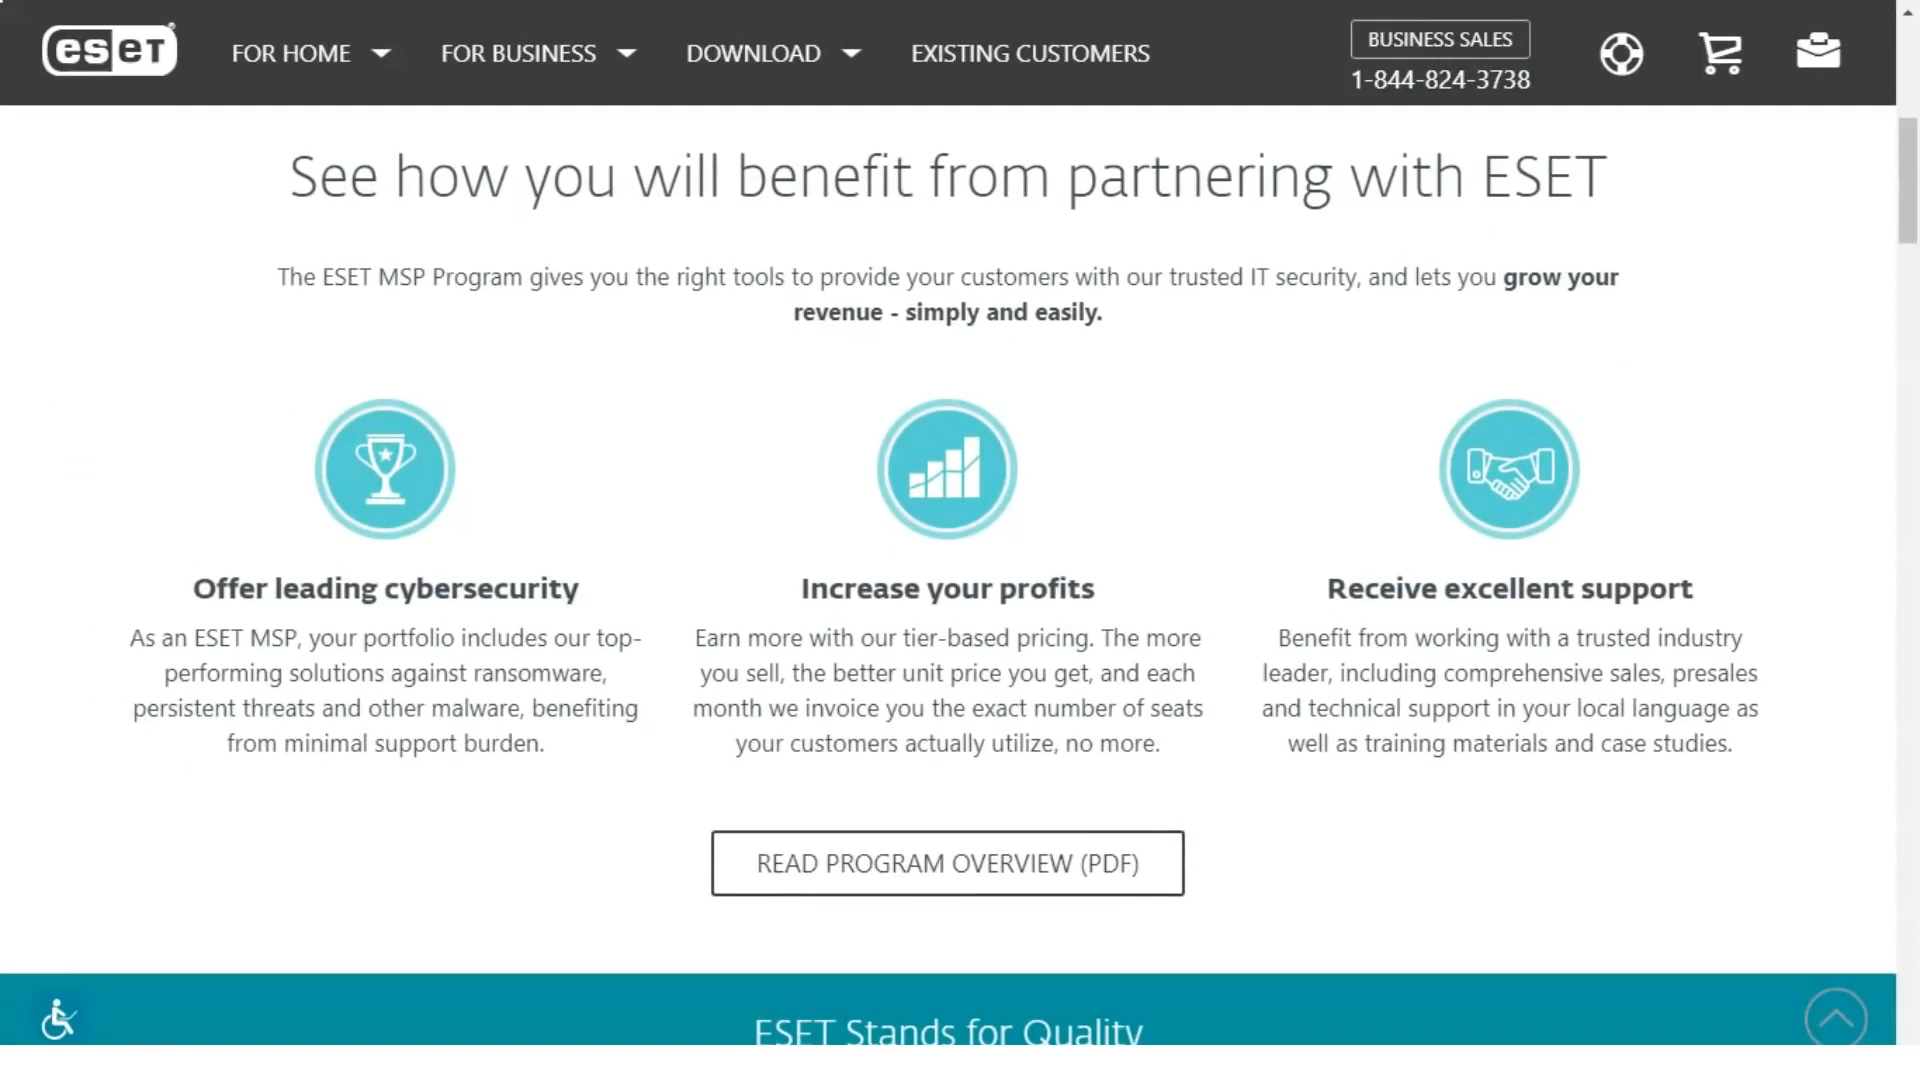 eset
FOR HOME
FOR BUSINESS
DOWNLOAD
EXISTING CUSTOMERS
BUSINESS SALES
1-844-824-3738
See how you will benefit from partnering with ESET
The ESET MSP Program gives you the right tools to provide your customers with our trusted IT security, and lets you grow your
revenue - simply and easily.
Offer leading cybersecurity
As an ESET MSP, your portfolio includes our top-
performing solutions against ransomware,
persistent threats and other malware, benefiting
from minimal support burden.
Increase your profits
Earn more with our tier-based pricing. The more
you sell, the better unit price you get, and each
month we invoice you the exact number of seats
your customers actually utilize, no more.
Receive excellent support
Benefit from working with a trusted industry
leader, including comprehensive sales, presales
and technical support in your local language as
well as training materials and case studies.
READ PROGRAM OVERVIEW (PDF)
ESET Stands for Quality